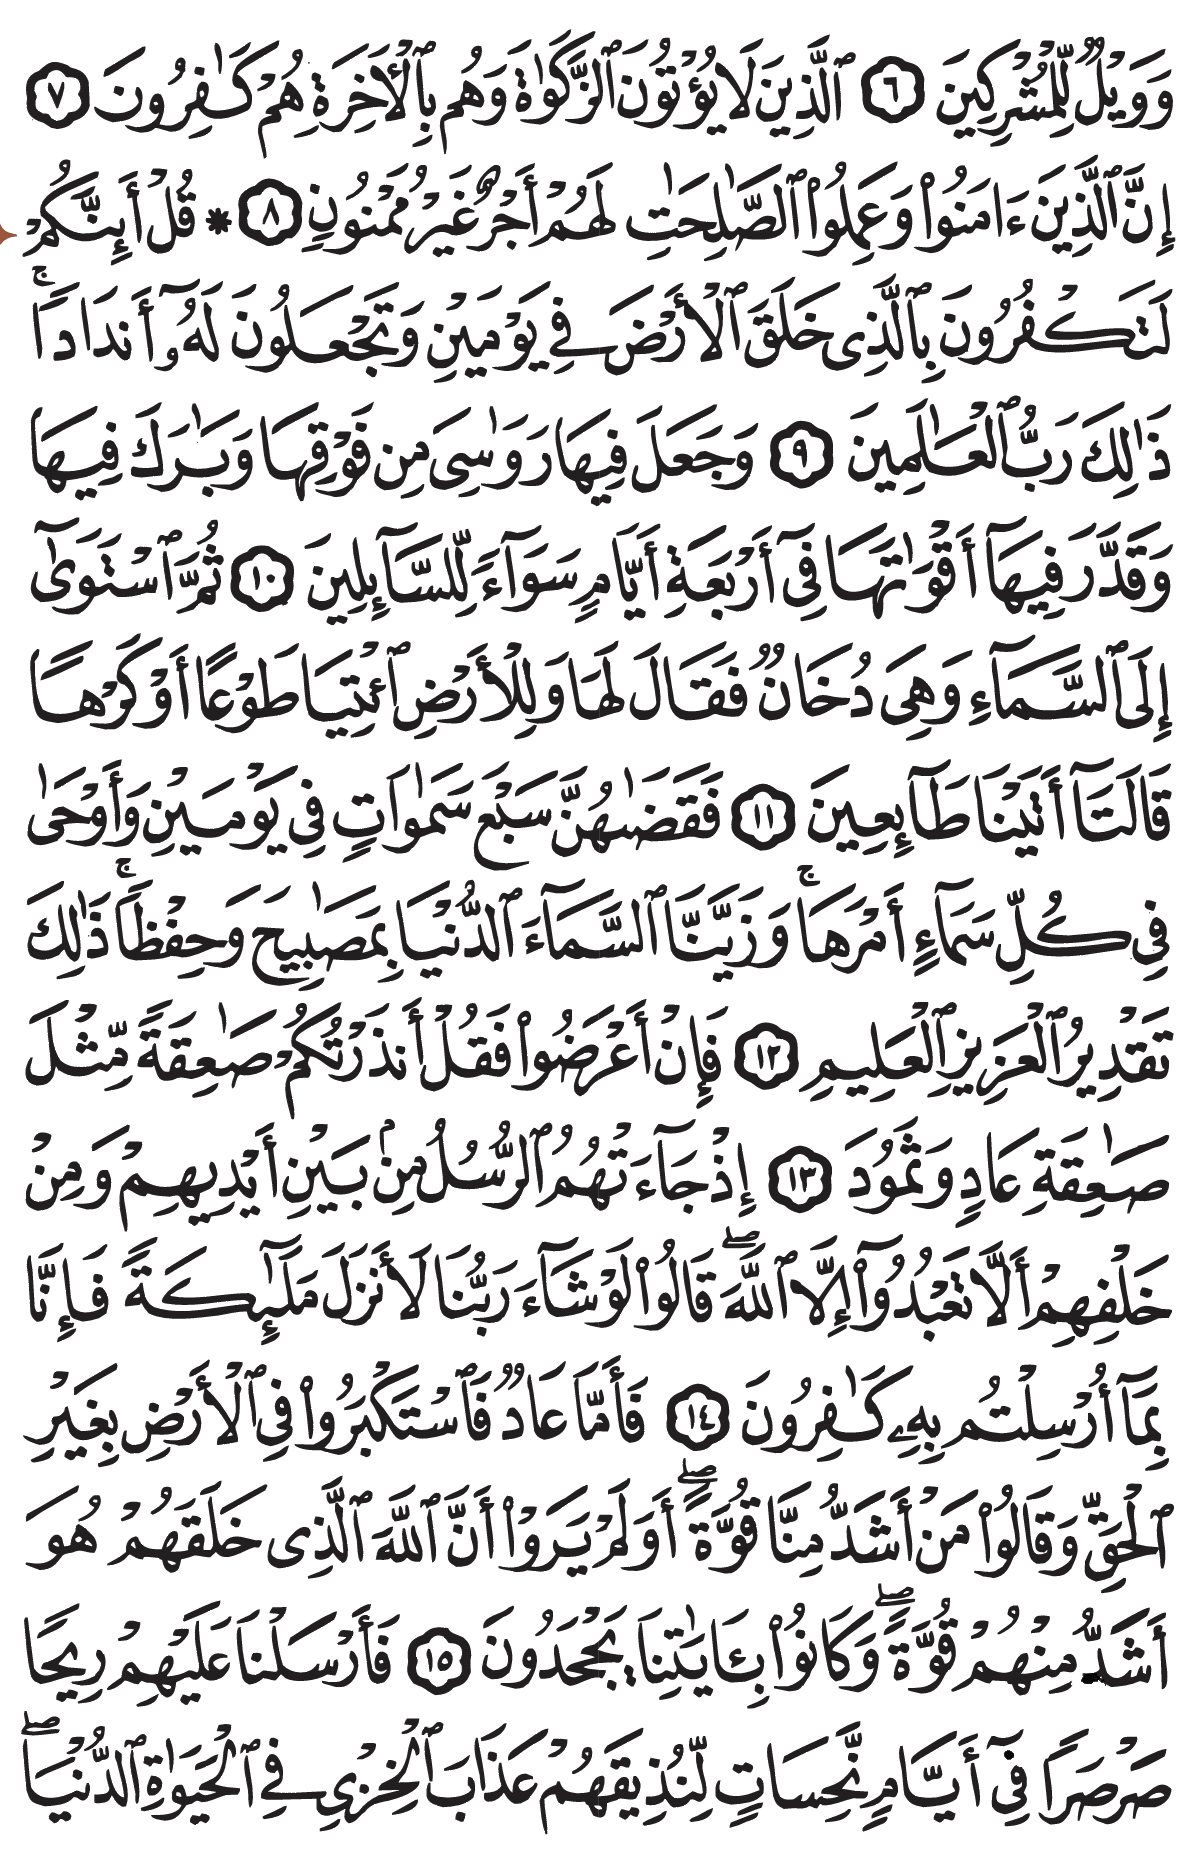 وَوَيْلٌ لِّلْمُشْرِكِينَ ٦ ٱلَّذِينَ لَا يُؤْتُونَ ٱلزَّكَوٰةَ وَهُم بِٱلْأَخِرَةِ هُمْ كَٰفِرُونَ ٧
إِنَّ ٱلَّذِينَ ءَامَنُوا۟ وَعَمِلُوا۟ ٱلصَّٰلِحَٰتِ لَهُمْ أَجْرٌ غَيْرُ مَمْنُونٍ ٨ ۞ قُلْ أَئِنَّكُمْ
لَتَكْفُرُونَ بِٱلَّذِى خَلَقَ ٱلْأَرْضَ فِى يَوْمَيْنِ وَتَجْعَلُونَ لَهُۥٓ أَندَادًا ۚ
ذَٰلِكَ رَبُّ ٱلْعَٰلَمِينَ ٩ وَجَعَلَ فِيهَا رَوَٰسِىَ مِن فَوْقِهَا وَبَٰرَكَ فِيهَا
وَقَدَّرَ فِيهَآ أَقْوَٰتَهَا فِىٓ أَرْبَعَةِ أَيَّامٍ سَوَآءً لِّلسَّآئِلِينَ ١٠ ثُمَّ ٱسْتَوَىٰٓ
إِلَى ٱلسَّمَآءِ وَهِىَ دُخَانٌ فَقَالَ لَهَا وَلِلْأَرْضِ ٱئْتِيَا طَوْعًا أَوْ كَرْهًا
قَالَتَآ أَتَيْنَا طَآئِعِينَ ١١ فَقَضَىٰهُنَّ سَبْعَ سَمَٰوَاتٍ فِى يَوْمَيْنِ وَأَوْحَىٰ
فِى كُلِّ سَمَآءٍ أَمْرَهَا ۚ وَزَيَّنَّا ٱلسَّمَآءَ ٱلدُّنْيَا بِمَصَٰبِيحَ وَحِفْظًا ۚ ذَٰلِكَ
تَقْدِيرُ ٱلْعَزِيزِ ٱلْعَلِيمِ ١٢ فَإِنْ أَعْرَضُوا۟ فَقُلْ أَنذَرْتُكُمْ صَٰعِقَةً مِّثْلَ
صَٰعِقَةِ عَادٍ وَثَمُودَ ١٣ إِذْ جَآءَتْهُمُ ٱلرُّسُلُ مِنۢ بَيْنِ أَيْدِيهِمْ وَمِنْ
خَلْفِهِمْ أَلَّا تَعْبُدُوٓا۟ إِلَّا ٱللَّهَ ۖ قَالُوا۟ لَوْ شَآءَ رَبُّنَا لَأَنزَلَ مَلَٰٓئِكَةً فَإِنَّا
بِمَآ أُرْسِلْتُم بِهِۦ كَٰفِرُونَ ١٤ فَأَمَّا عَادٌ فَٱسْتَكْبَرُوا۟ فِى ٱلْأَرْضِ بِغَيْرِ
ٱلْحَقِّ وَقَالُوا۟ مَنْ أَشَدُّ مِنَّا قُوَّةً ۖ أَوَلَمْ يَرَوْا۟ أَنَّ ٱللَّهَ ٱلَّذِى خَلَقَهُمْ هُوَ
أَشَدُّ مِنْهُمْ قُوَّةً ۖ وَكَانُوا۟ بِـَٔايَٰتِنَا يَجْحَدُونَ ١٥ فَأَرْسَلْنَا عَلَيْهِمْ رِيحًا
صَرْصَرًا فِىٓ أَيَّامٍ نَّحِسَاتٍ لِّنُذِيقَهُمْ عَذَابَ ٱلْخِزْىِ فِى ٱلْحَيَوٰةِ ٱلدُّنْيَا ۖ